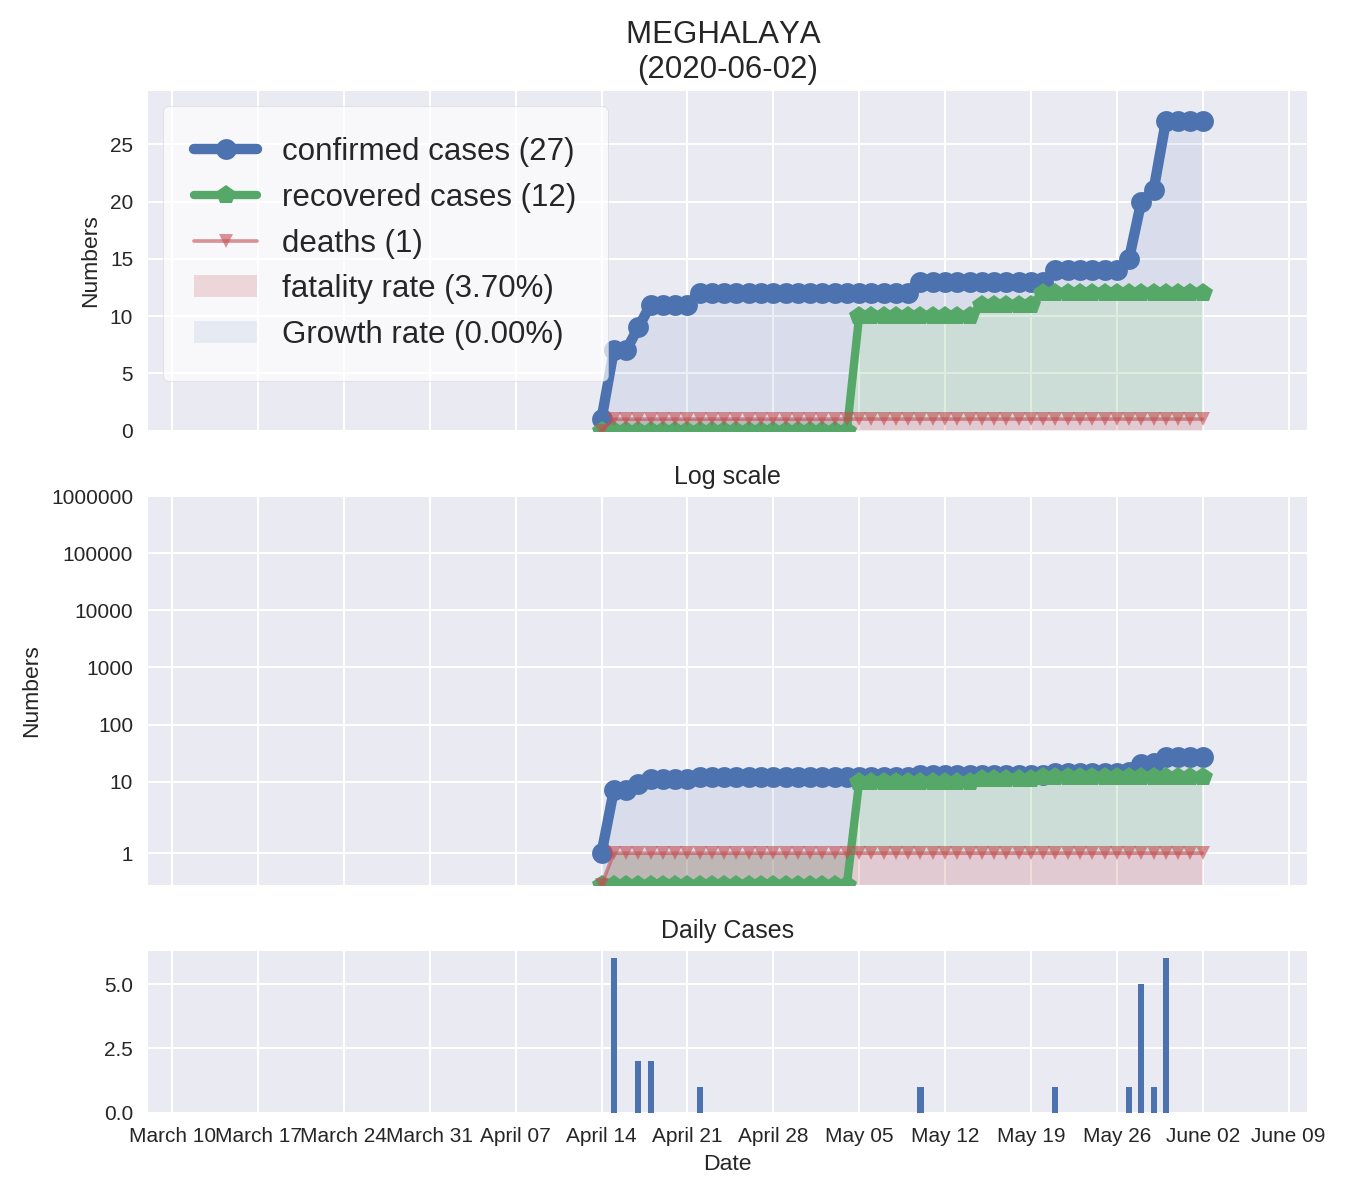 MEGHALAYA
(2020-06-02)
confirmed cases (27)
recovered cases (12)
deaths (1)
fatality rate (3.70%)
Growth rate (0.00%)
Numbers
25
20
15
10
5
0
Log scale
Numbers
1000000
100000
10000
1000
100
10
1
Daily Cases
5.0
2.5
0.0
March 10 March 17 March 24 March 31 April 07 April 14 April 21 April 28 May 05 May 12 May 19 May 26 June 02 June 09
Date